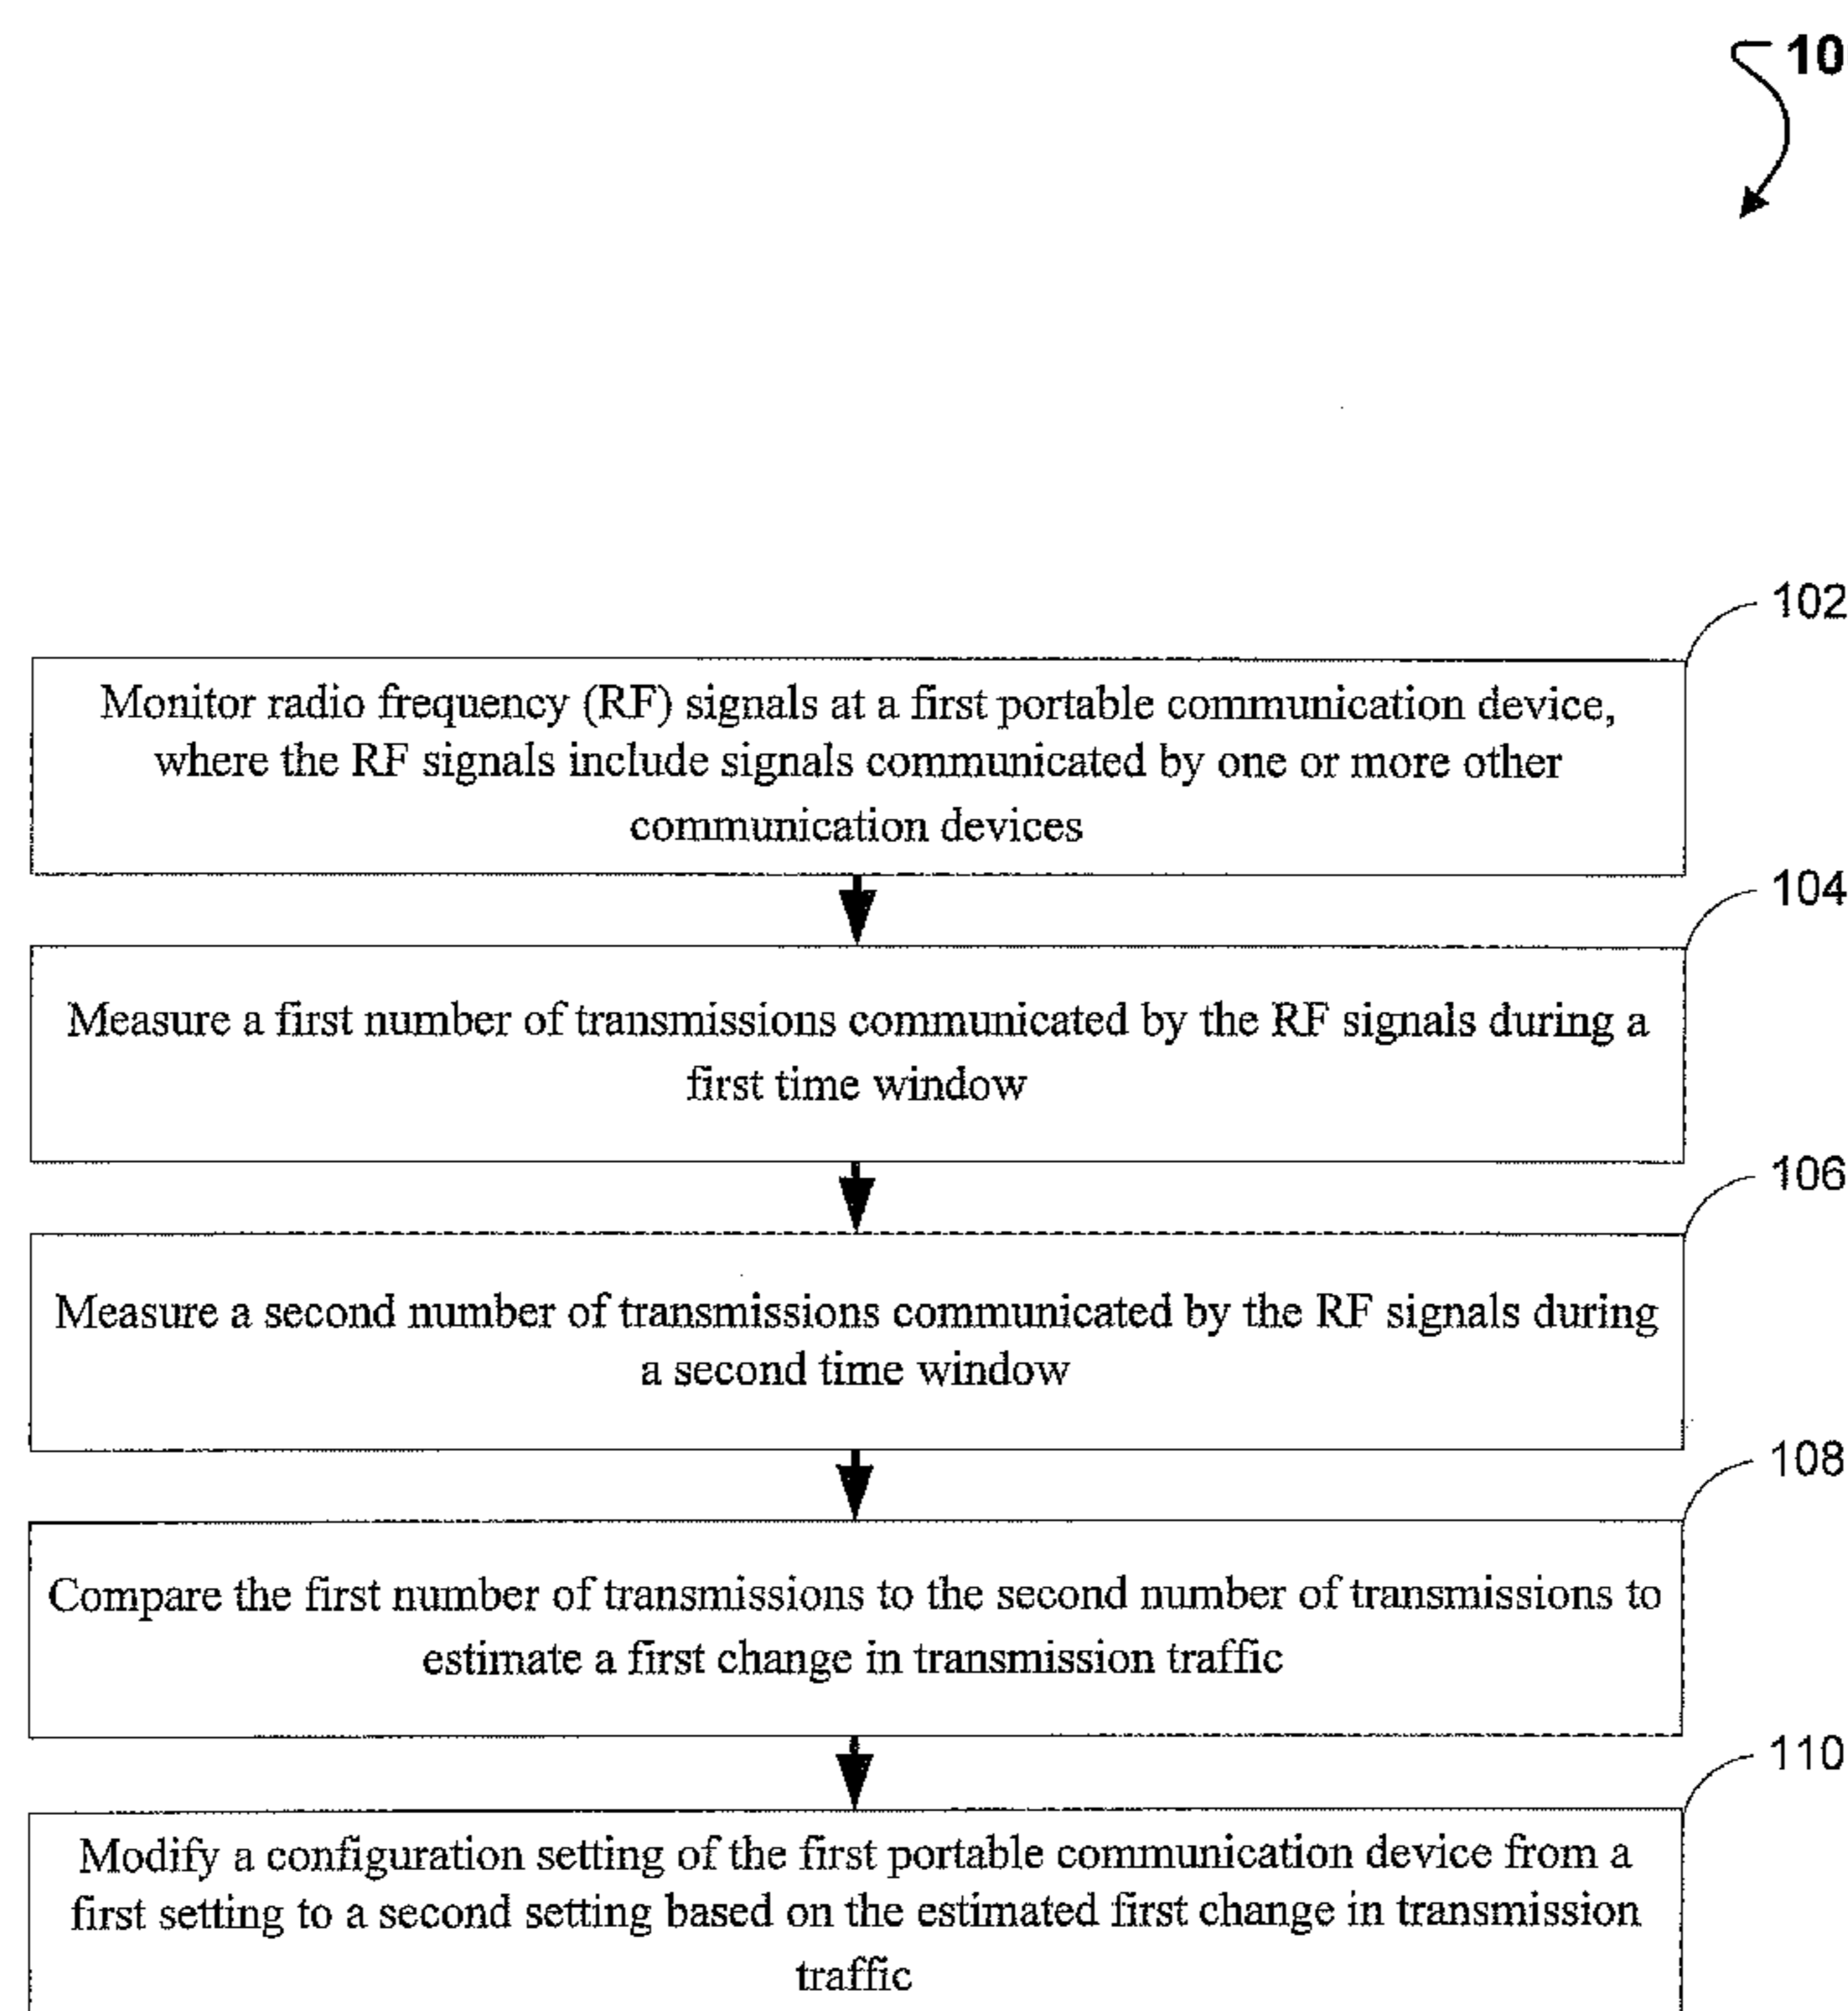 10
102
Monitor radio frequency (RF) signals at a first portable communication device,
where the RF signals include signals communicated by one or more other
communication devices
104
Measure a first number of transmissions communicated by the RF signals during a
first time window
106
Measure a second number of transmissions communicated by the RF signals during
a second time window
108
Compare the first number of transmissions to the second number of transmissions to
estimate a first change in transmission traffic
110
Modify a configuration setting of the first portable communication device from a
first setting to a second setting based on the estimated first change in transmission
traffic